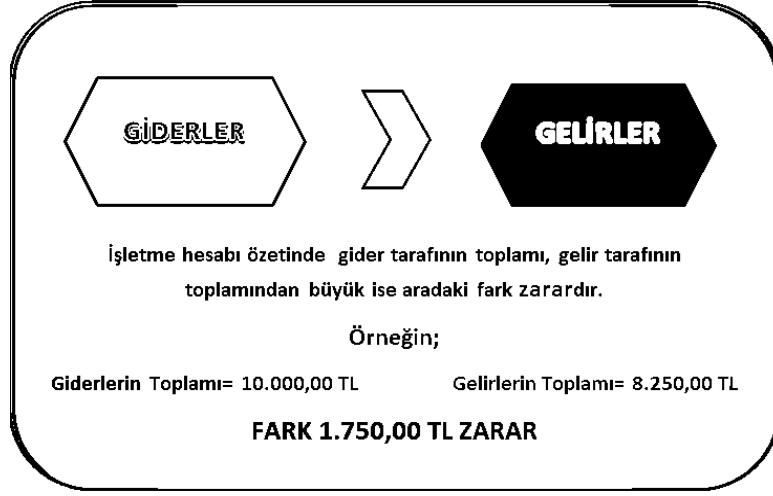 GİDERLER
GELİRLER
İşletme hesabı özetinde gider tarafının toplamı, gelir tarafının
toplamından büyük ise aradaki fark zarardır.
Örneğin;
Giderlerin Toplamı= 10.000,00 TL
Gelirlerin Toplamı= 8.250,00 TL
FARK 1.750,00 TL ZARAR